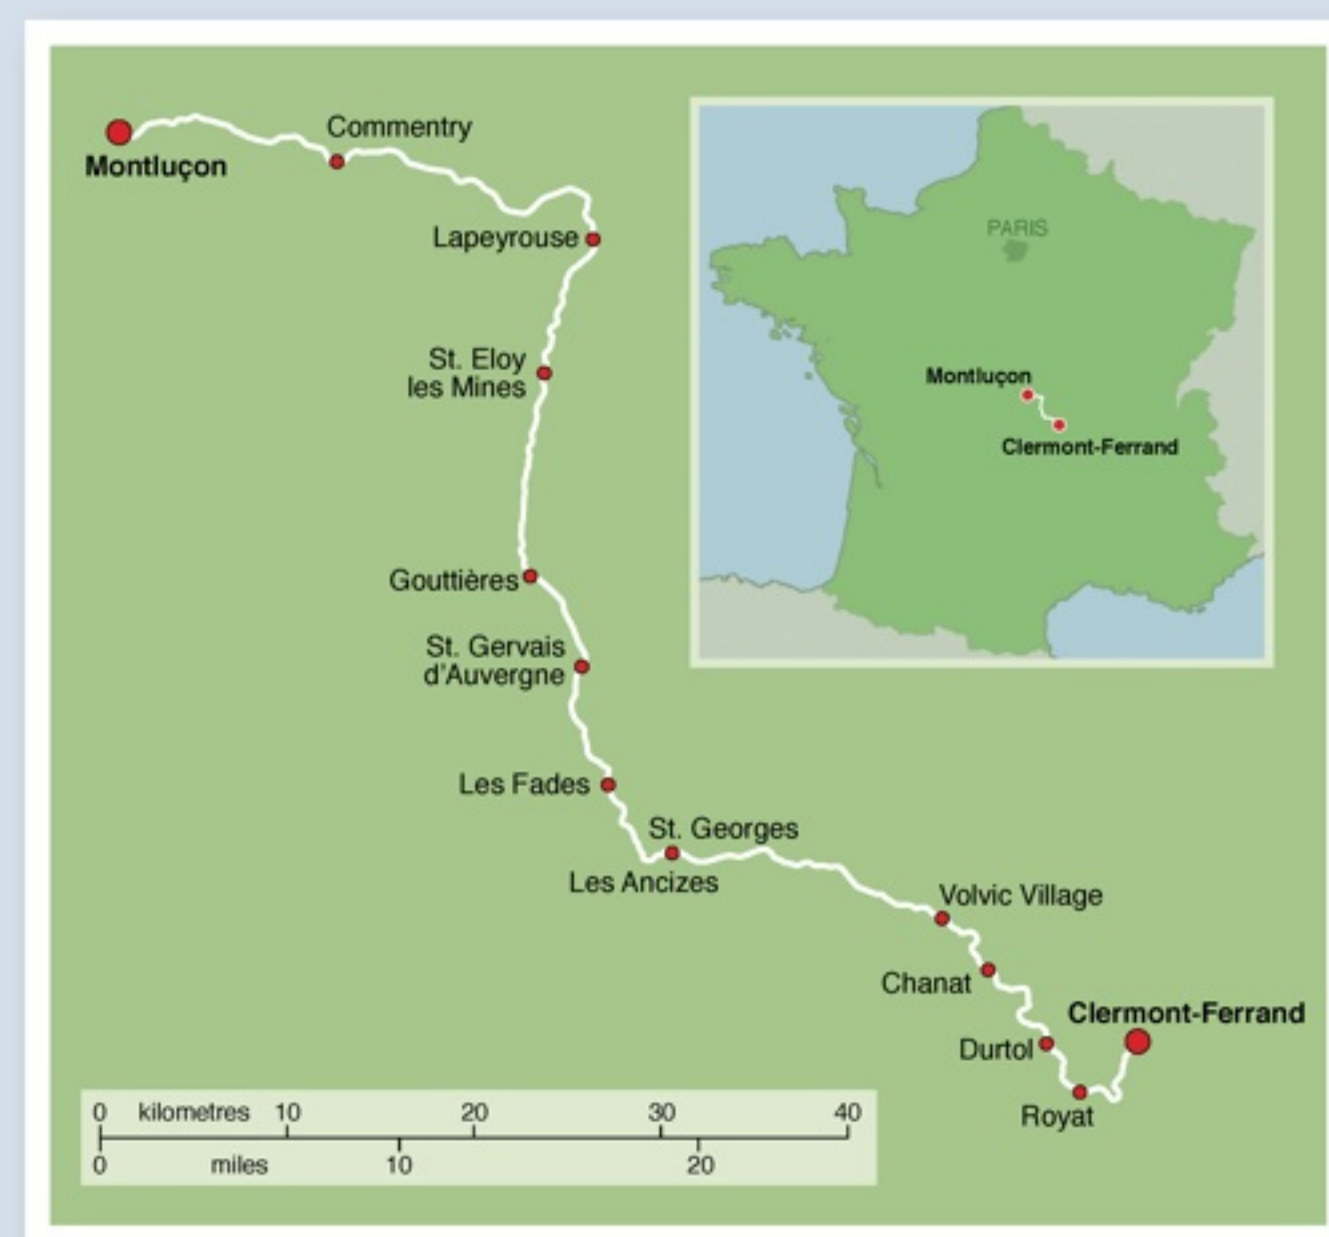 Commentry
Montluçon
Lapeyrouse
St. Eloy
les Mines
Gouttières
St. Gervais
d'Auvergne
Les Fades
St. Georges
Les Ancizes
Volvic Village
Chanat
Clermont-Ferrand
Durtol
Royat
PARIS
Montluçon
Clermont-Ferrand
0 kilometres 10 20 30 40
0 miles 10 20